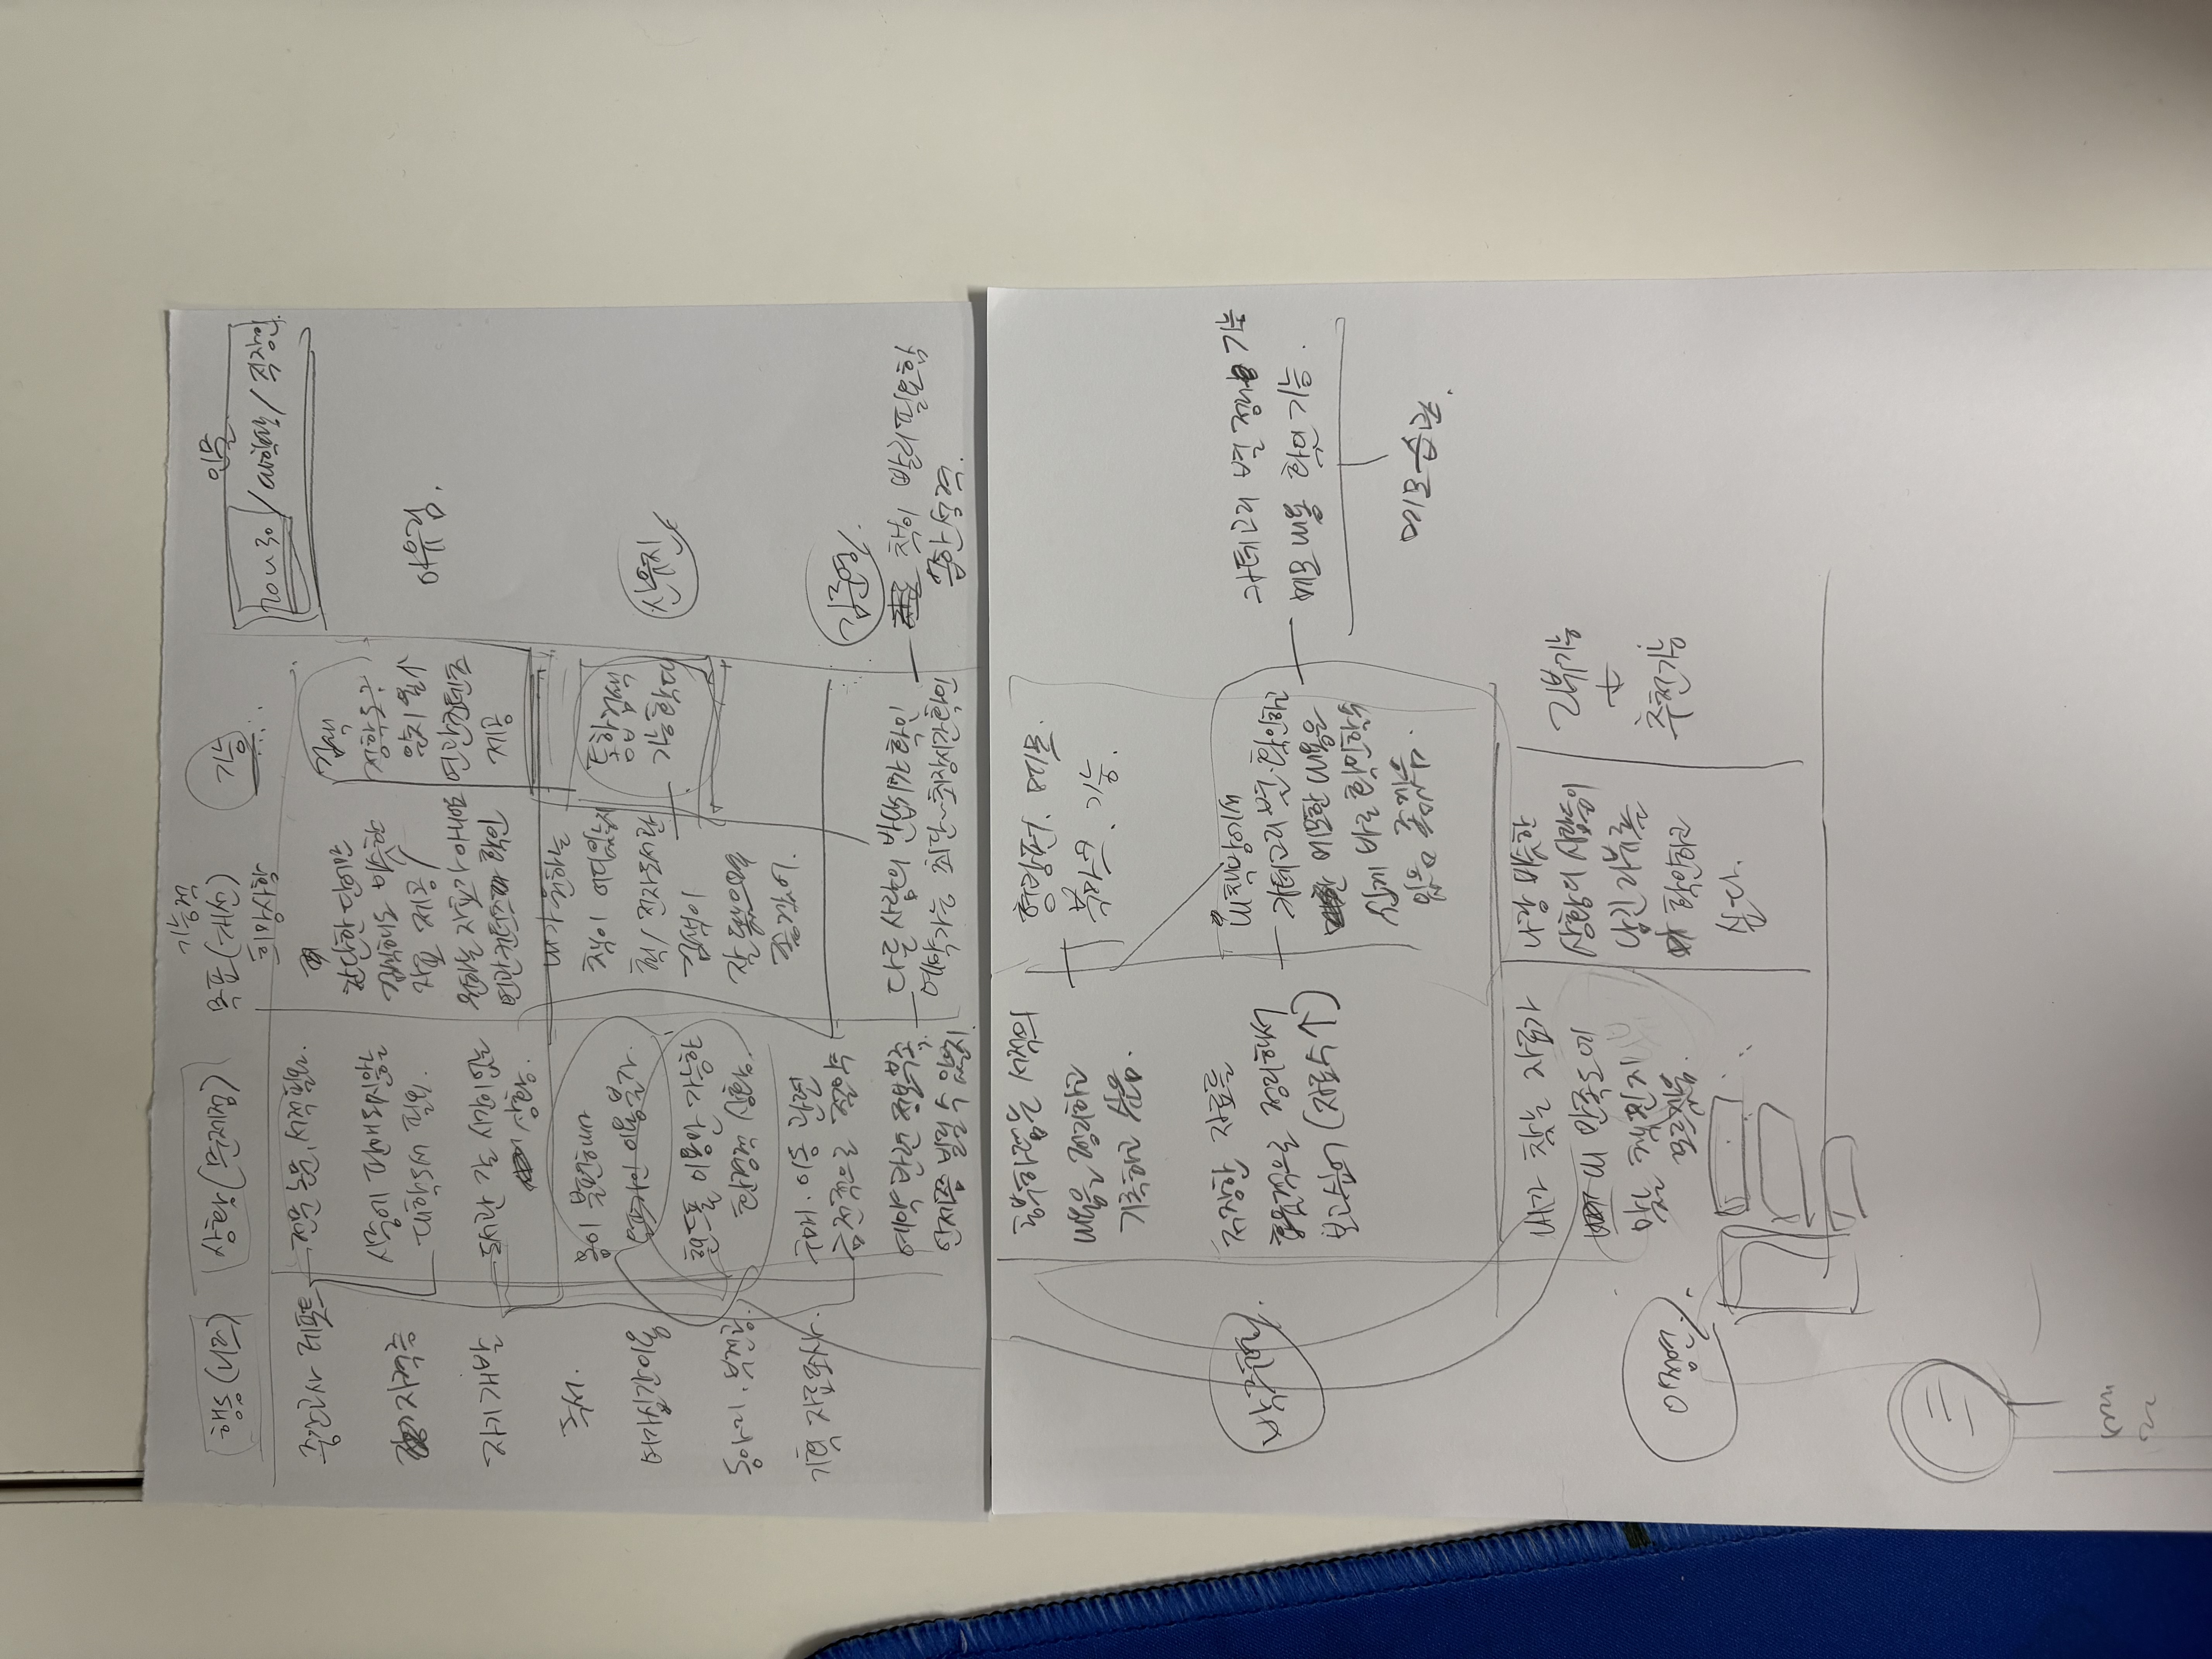 행동(니즈)
상황(문제점)
기능적
목표(개선)
희망사항
기능
인물
20~30 / 대학생 / 직장인
중간고사 레포트
자격증
자기개발
독서.
여가시간이용
동아리. 부전공.
기획 자료조사.
전문논문, 서적필요.
시중에 판매되지않는
대학도서 필요.
도서관 갈 시간이없는
상황.
몸이 불편해서
오프라인 이용불가.
핸드폰 이용만 가능한
환경적 상황.
구매. 이동 관련
금전적으로 절약
예약 관련 정보부족.
언제쯤 빌릴 수 있을지.
간단한 단어만
검색해도 비슷한
자료 제공/
원하는 자료가 아니어도
연관컨텐츠 확인
내가 원하는
책이 어디있는지
책/전자도서관
검색이
잘 됐으면
좋겠어.
다른 사람의 반납시간확인
예약가능 최단~최장시간확인
검색
정확도?
일치율↑
연관컨텐츠
제공
통합검색
가능학대
이유림.
신유진
김준영
책이 빨리필요함
급한성격.
공부하려는 서적의
내용을 정리하고
기록하고 싶음.
형광펜. 메모.
북마크. 기능.
저장한 자료를
효율적으로 정리해서
보고싶어 (자료수↑)
내책방에서
카테고리 별. 확인하고
메모한 내용은
쉽게 바로 확인할수
있음 좋겠음.
카테고리 별 정리 기능
메모 내용 확인 기능.
메모습관.
내가 찾는 자료가
내 만족도에
맞는 책인지
모르겠음.
나랑 비슷한
상황의 사람들이
남긴 리뷰를
확인하고
싶다.
리뷰기능
+
추천기능
이정연.